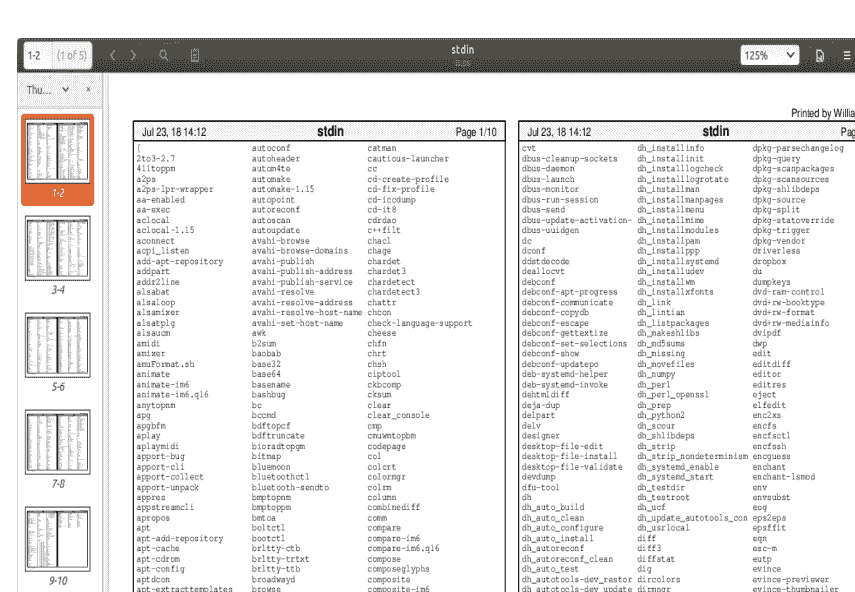 1-2 (1 of 5) stdin 125%
Thu...
1-2
3-4
5-6
7-8
9-10
Printed by Willia
Jul 23, 18 14:12 stdin Page 1/10
[ autoconf catman
2to3-2.7 autoheader cautious-launcher
411toppm autom4te cc
a2ps automake cd-create-profile
a2ps-lpr-wrapper automake-1.15 cd-fix-profile
aa-enabled autopoint cd-iccdump
aa-exec autoreconf cd-it8
aclocal autoscan cdrdao
aclocal-1.15 autoupdate c++filt
aconnect avahi-browse chacl
acpi_listen avahi-browse-domains chage
add-apt-repository avahi-publish chardet
addpart avahi-publish-address chardet3
addr2line avahi-publish-service chardetect
alsabat avahi-resolve chardetect3
alsaloop avahi-resolve-address chattr
alsamixer avahi-resolve-host-name chcon
alsatplg avahi-set-host-name check-language-support
alsaucm awk cheese
amidi b2sum chfn
amixer baobab chrt
amuFormat.sh base32 chsh
animate base64 ciptool
animate-im6 basename ckbcomp
animate-im6.q16 bashbug cksum
anytopnm bc clear
apg bccmd clear_console
apgbfm bdftopcf cmp
aplay bdftruncate cmuwmtopbm
aplaymidi bioradtopgm codepage
apport-bug bitmap col
apport-cli bluemoon colcrt
apport-collect bluetoothctl colormgr
apport-unpack bluetooth-sendto colrm
appres bmptopnm column
appstreamcli bmptoppm combinediff
apropos bmtoa comm
apt boltctl compare
apt-add-repository bootctl compare-im6
apt-cache brltty-ctb compare-im6.q16
apt-cdrom brltty-trtxt compose
apt-config brltty-ttb composeglyphs
aptdcon broadwayd composite
apt-extracttemplates browse composite-im6
Jul 23, 18 14:12 stdin Pag
cvt dh_installinfo dpkg-parsechangelog
dbus-cleanup-sockets dh_installinit dpkg-query
dbus-daemon dh_installlogcheck dpkg-scanpackages
dbus-launch dh_installlogrotate dpkg-scansources
dbus-monitor dh_installman dpkg-shlibdeps
dbus-run-session dh_installmanpages dpkg-source
dbus-send dh_installmenu dpkg-split
dbus-update-activation- dh_installmime dpkg-statoverride
dbus-uuidgen dh_installmodules dpkg-trigger
dc dh_installpam dpkg-vendor
dconf dh_installppp driverless
ddstdecode dh_installsystemd dropbox
deallocvt dh_installudev du
debconf dh_installwm dumpkeys
debconf-apt-progress dh_installxfonts dvd-ram-control
debconf-communicate dh_link dvd+rw-booktype
debconf-copydb dh_lintian dvd+rw-format
debconf-escape dh_listpackages dvd+rw-mediainfo
debconf-gettextize dh_makeshlibs dvipdf
debconf-set-selections dh_md5sums dwp
debconf-show dh_missing edit
debconf-updatepo dh_movefiles editdiff
deb-systemd-helper dh_numpy editor
deb-systemd-invoke dh_perl editres
dehtmldiff dh_perl_openssl eject
deja-dup dh_prep elfedit
delpart dh_python2 enc2xs
delv dh_scour encfs
designer dh_shlibdeps encfsctl
desktop-file-edit dh_strip encfssh
desktop-file-install dh_strip_nondeterminism encguess
desktop-file-validate dh_systemd_enable enchant
devdump dh_systemd_start enchant-lsmod
dfu-tool dh_testdir env
dh dh_testroot envsubst
dh_auto_build dh_ucf eog
dh_auto_clean dh_update_autotools_con eps2eps
dh_auto_configure dh_usrlocal epsffit
dh_auto_install diff eqn
dh_autoreconf diff3 esc-m
dh_autoreconf_clean diffstat eutp
dh_auto_test dig evince
dh_autotools-dev_restor dircolors evince-previewer
dh_autotools-dev_update dirmngr evince-thumbnailer